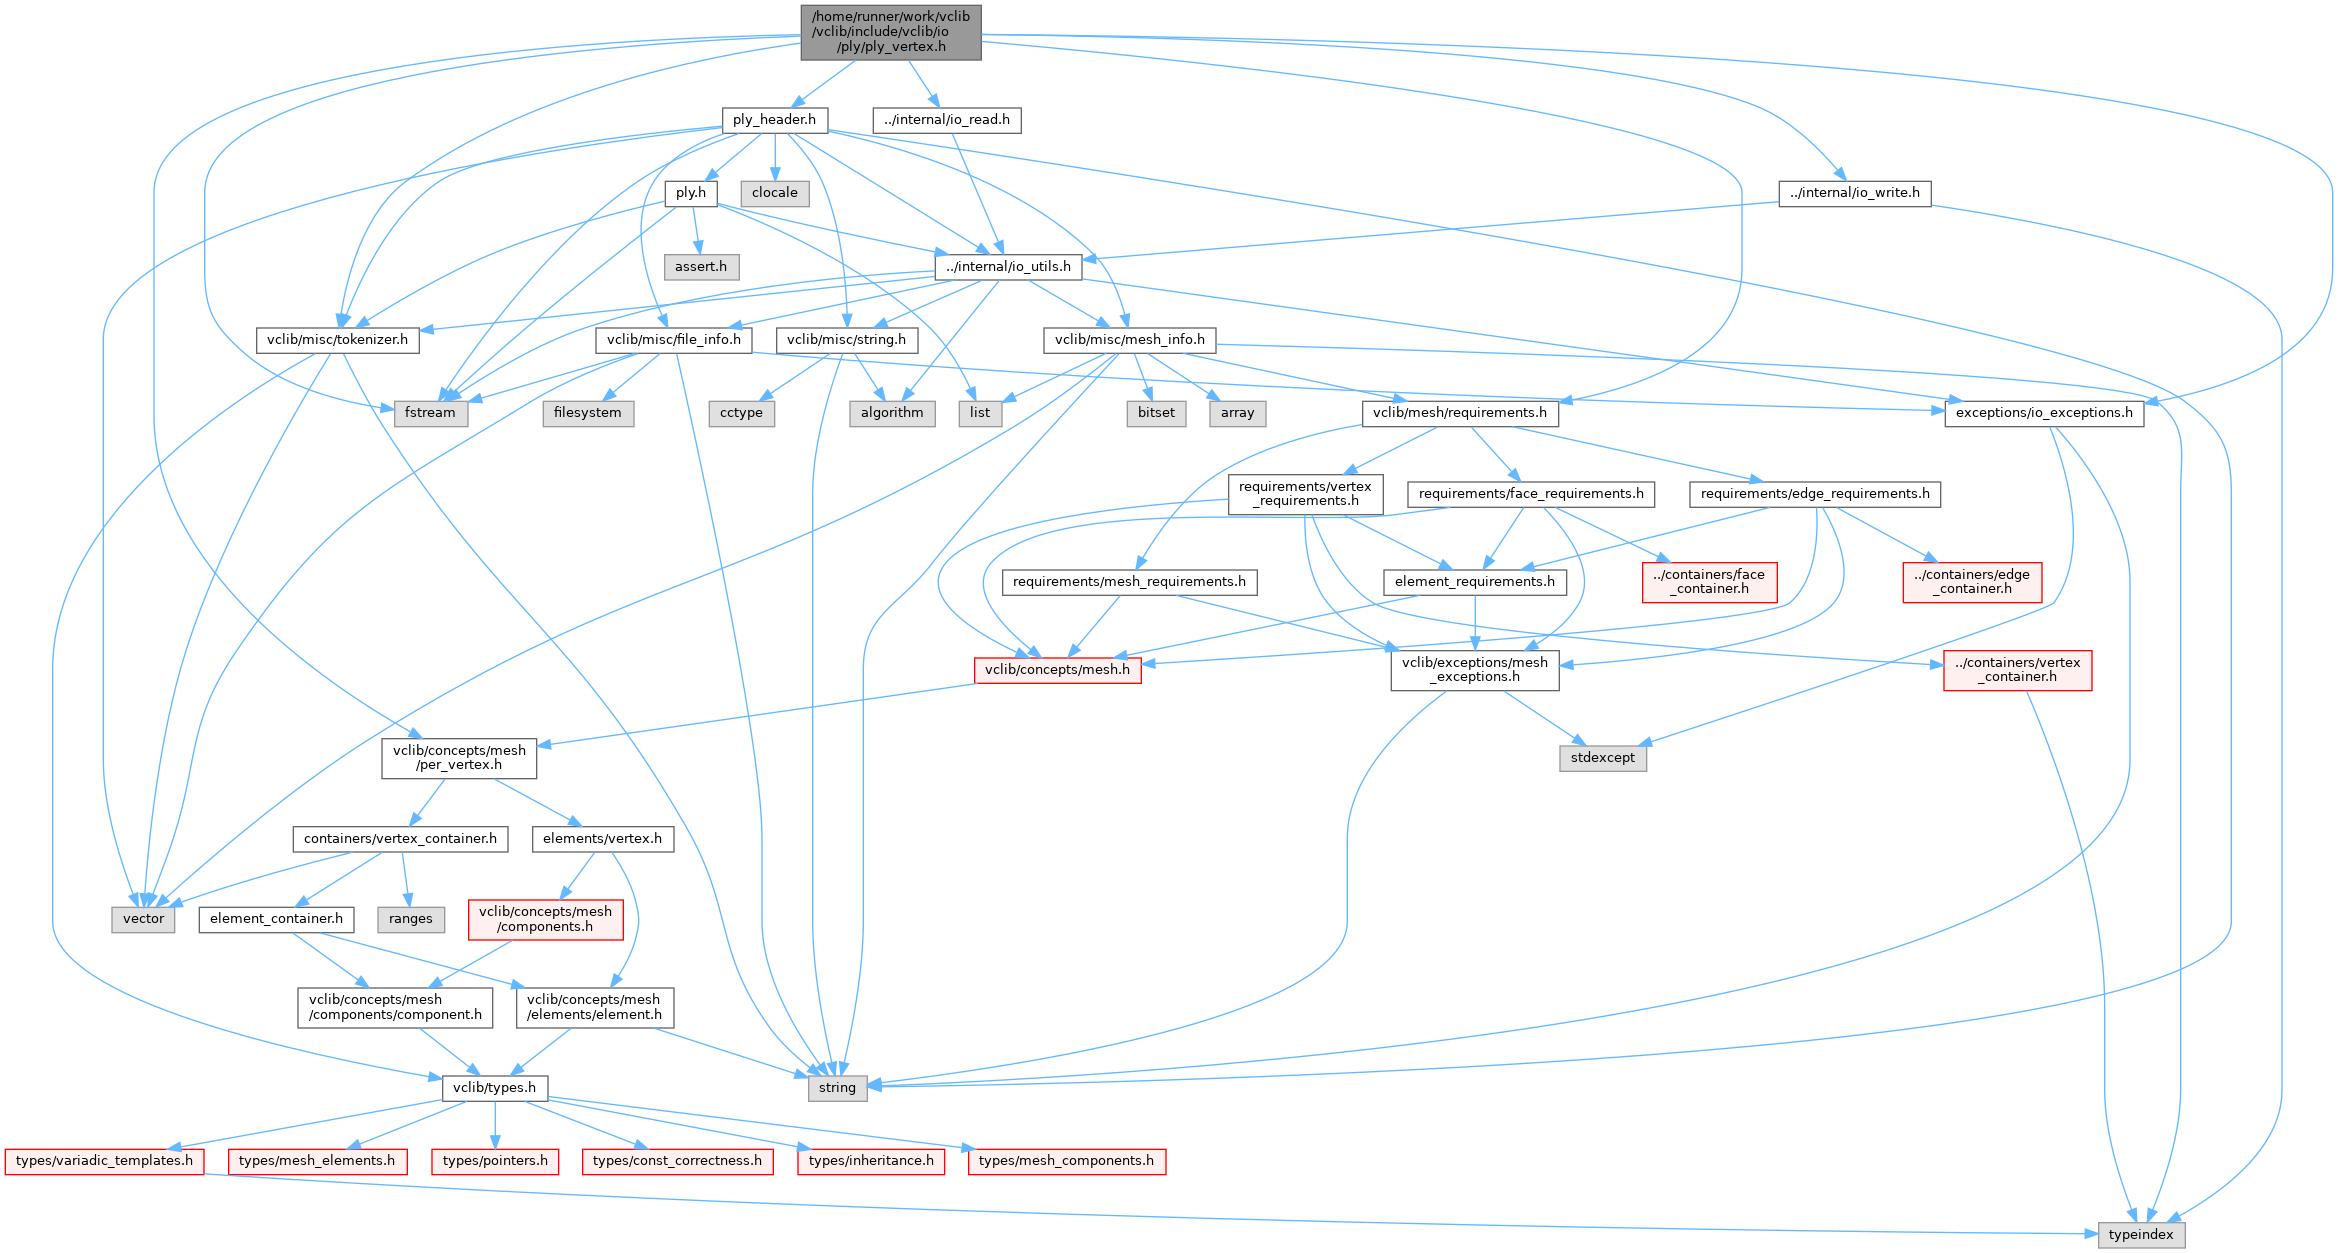 /home/runner/work/vclib
/vclib/include/vclib/io
/ply/ply_vertex.h
ply_header.h
../internal/io_read.h
ply.h
clocale
../internal/io_write.h
assert.h
../internal/io_utils.h
vclib/misc/tokenizer.h
vclib/misc/file_info.h
vclib/misc/string.h
vclib/misc/mesh_info.h
fstream
filesystem
cctype
algorithm
list
bitset
array
vclib/mesh/requirements.h
exceptions/io_exceptions.h
requirements/vertex
_requirements.h
requirements/face_requirements.h
requirements/edge_requirements.h
requirements/mesh_requirements.h
element_requirements.h
../containers/face
_container.h
../containers/edge
_container.h
vclib/concepts/mesh.h
vclib/exceptions/mesh
_exceptions.h
../containers/vertex
_container.h
vclib/concepts/mesh
/per_vertex.h
stdexcept
containers/vertex_container.h
elements/vertex.h
vector
element_container.h
ranges
vclib/concepts/mesh
/components.h
vclib/concepts/mesh
/components/component.h
vclib/concepts/mesh
/elements/element.h
vclib/types.h
string
types/variadic_templates.h
types/mesh_elements.h
types/pointers.h
types/const_correctness.h
types/inheritance.h
types/mesh_components.h
typeindex